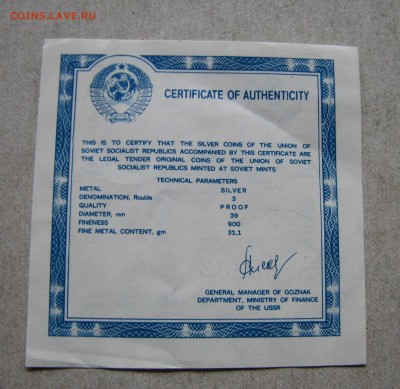 COINS.LAVE.RU
CERTIFICATE OF AUTHENTICITY
THIS IS TO CERTIFY THAT THE SILVER COINS OF THE UNION OF
SOVIET SOCIALIST REPUBLICS ACCOMPANIED BY THIS CERTIFICATE ARE
THE LEGAL TENDER ORIGINAL COINS OF THE UNION OF SOVIET
SOCIALIST REPUBLICS MINTED AT SOVIET MINTS
TECHNICAL PARAMETERS
METAL SILVER
DENOMINATION, Rouble 3
QUALITY PROOF
DIAMETER, mm 39
FINENESS 900
FINE METAL CONTENT, gm 31,1
GENERAL MANAGER OF GOZNAK
DEPARTMENT, MINISTRY OF FINANCE
OF THE USSR